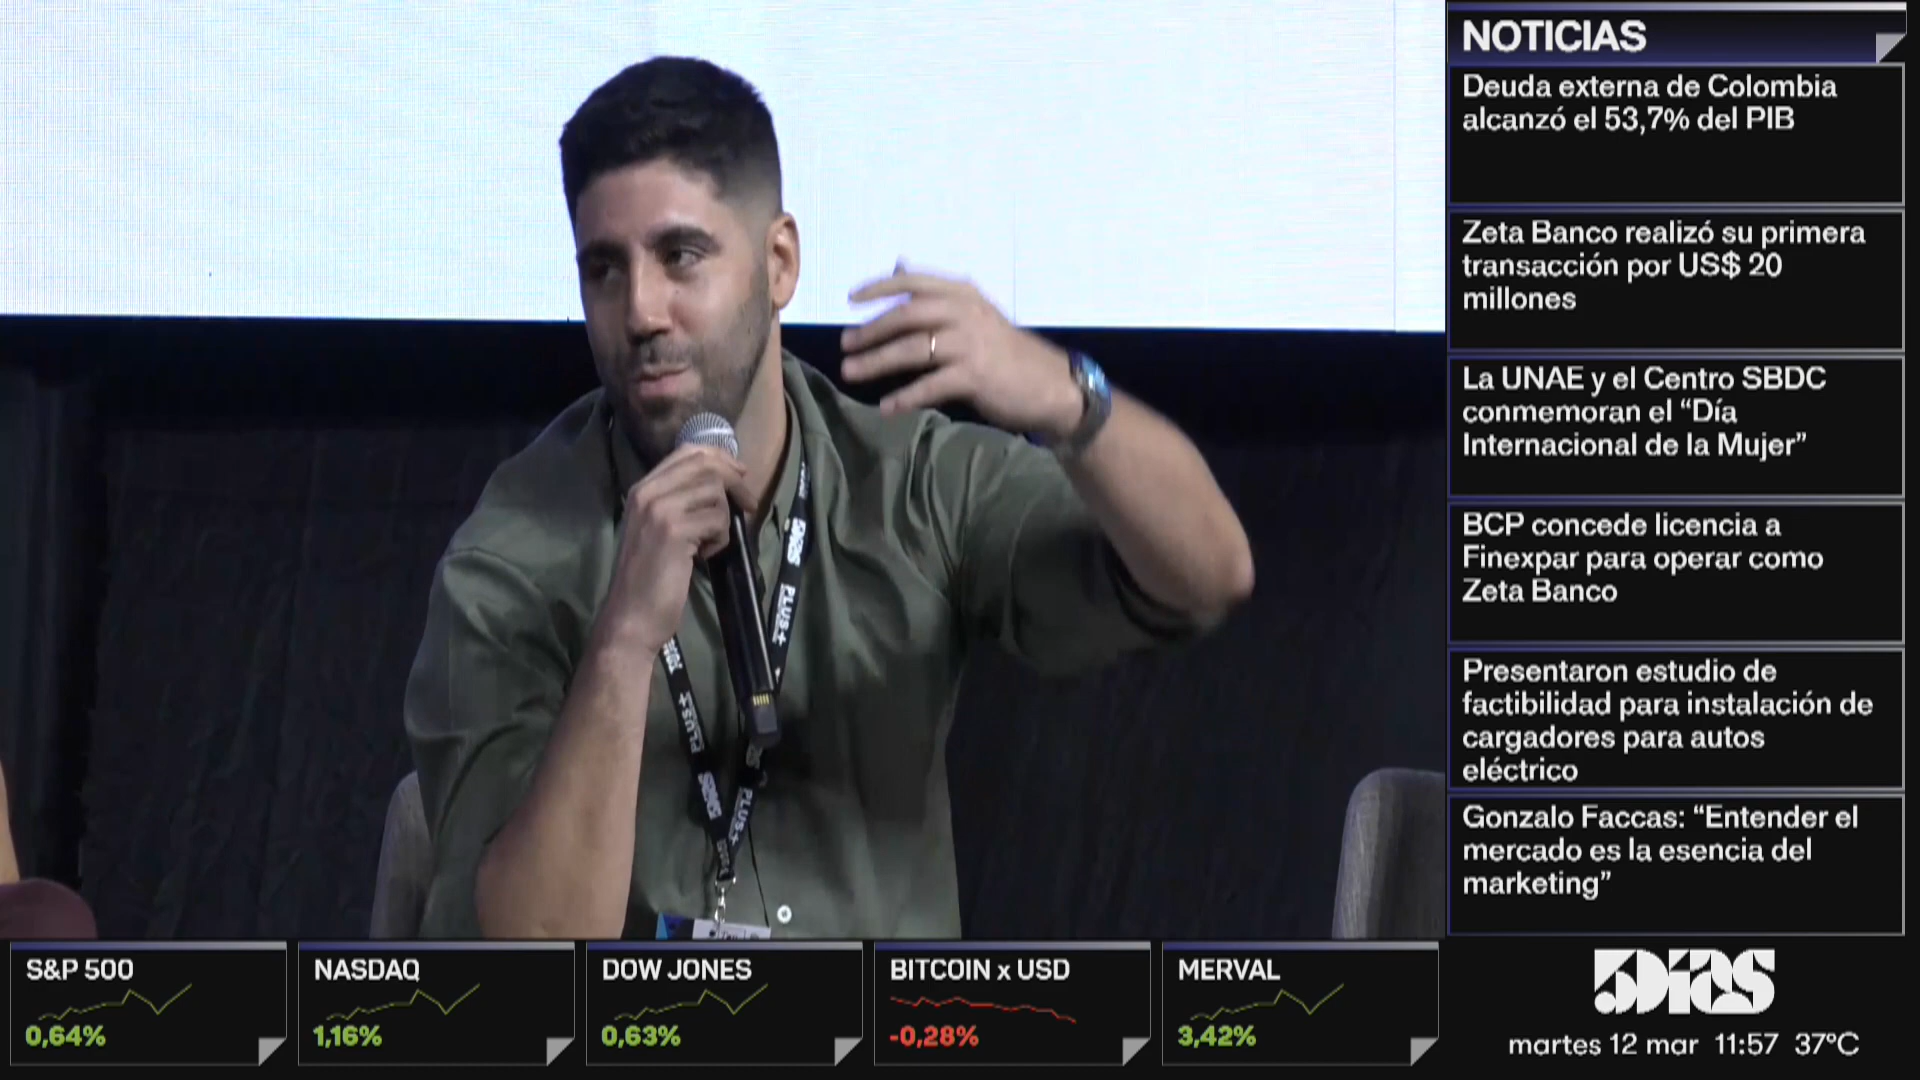 NOTICIAS
Deuda externa de Colombia
alcanzó el 53,7% del PIB
Zeta Banco realizó su primera
transacción por US$ 20
millones
La UNAE y el Centro SBDC
conmemoran el “Día
Internacional de la Mujer”
BCP concede licencia a
Finexpar para operar como
Zeta Banco
Presentaron estudio de
factibilidad para instalación de
cargadores para autos
eléctrico
Gonzalo Faccas: “Entender el
mercado es la esencia del
marketing”
PLUS+
PLUS+
PLUS+
S&P 500
0,64%
NASDAQ
1,16%
DOW JONES
0,63%
BITCOIN x USD
-0,28%
MERVAL
3,42%
5DIAS
martes 12 mar 11:57 37°C